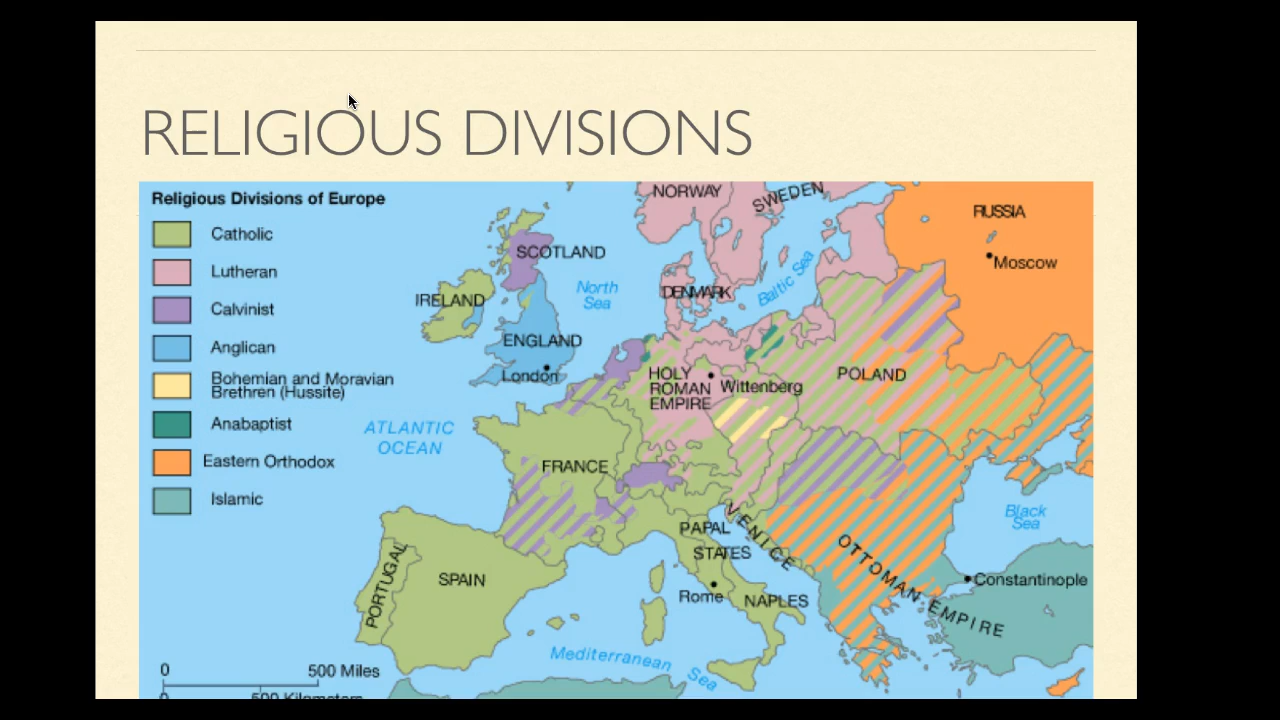 RELIGIOUS DIVISIONS
Religious Divisions of Europe
Catholic
Lutheran
Calvinist
Anglican
Bohemian and Moravian
Brethren (Hussite)
Anabaptist
Eastern Orthodox
Islamic
NORWAY
SWEDEN
RUSSIA
Moscow
SCOTLAND
North
Sea
Baltic Sea
DENMARK
IRELAND
ENGLAND
London
HOLY
ROMAN
EMPIRE
Wittenberg
POLAND
ATLANTIC
OCEAN
FRANCE
Black
Sea
VENICE
PAPAL
STATES
OTTOMAN EMPIRE
Constantinople
PORTUGAL
SPAIN
Rome
NAPLES
Mediterranean
Sea
0 500 Miles
0 500 Kilometers